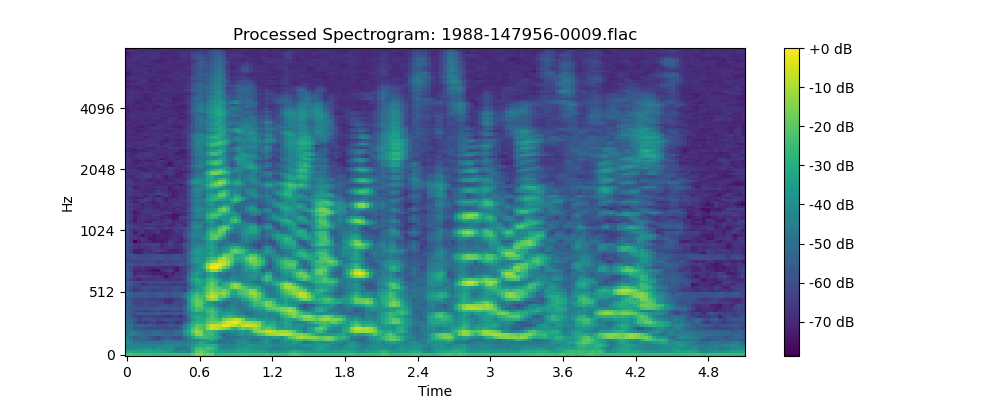 Processed Spectrogram: 1988-147956-0009.flac
Hz
4096
2048
1024
512
0
0
0.6
1.2
1.8
2.4
3
3.6
4.2
4.8
Time
+0 dB
-10 dB
-20 dB
-30 dB
-40 dB
-50 dB
-60 dB
-70 dB